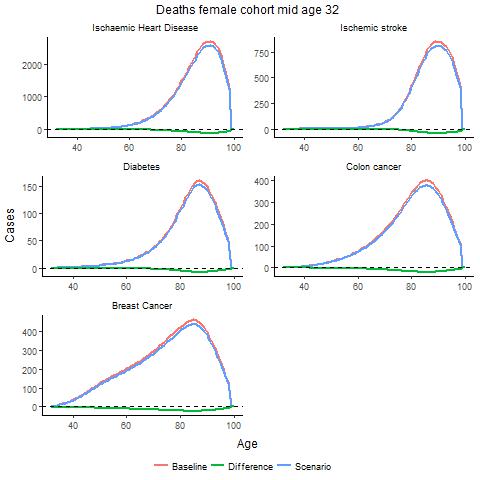 Deaths female cohort mid age 32
Ischaemic Heart Disease
Ischemic stroke
2000
1000
0
40 60 80 100
750
500
250
0
40 60 80 100
Diabetes
Colon cancer
150
100
50
0
40 60 80 100
400
300
200
100
0
40 60 80 100
Cases
Breast Cancer
400
300
200
100
0
40 60 80 100
Age
Baseline Difference Scenario